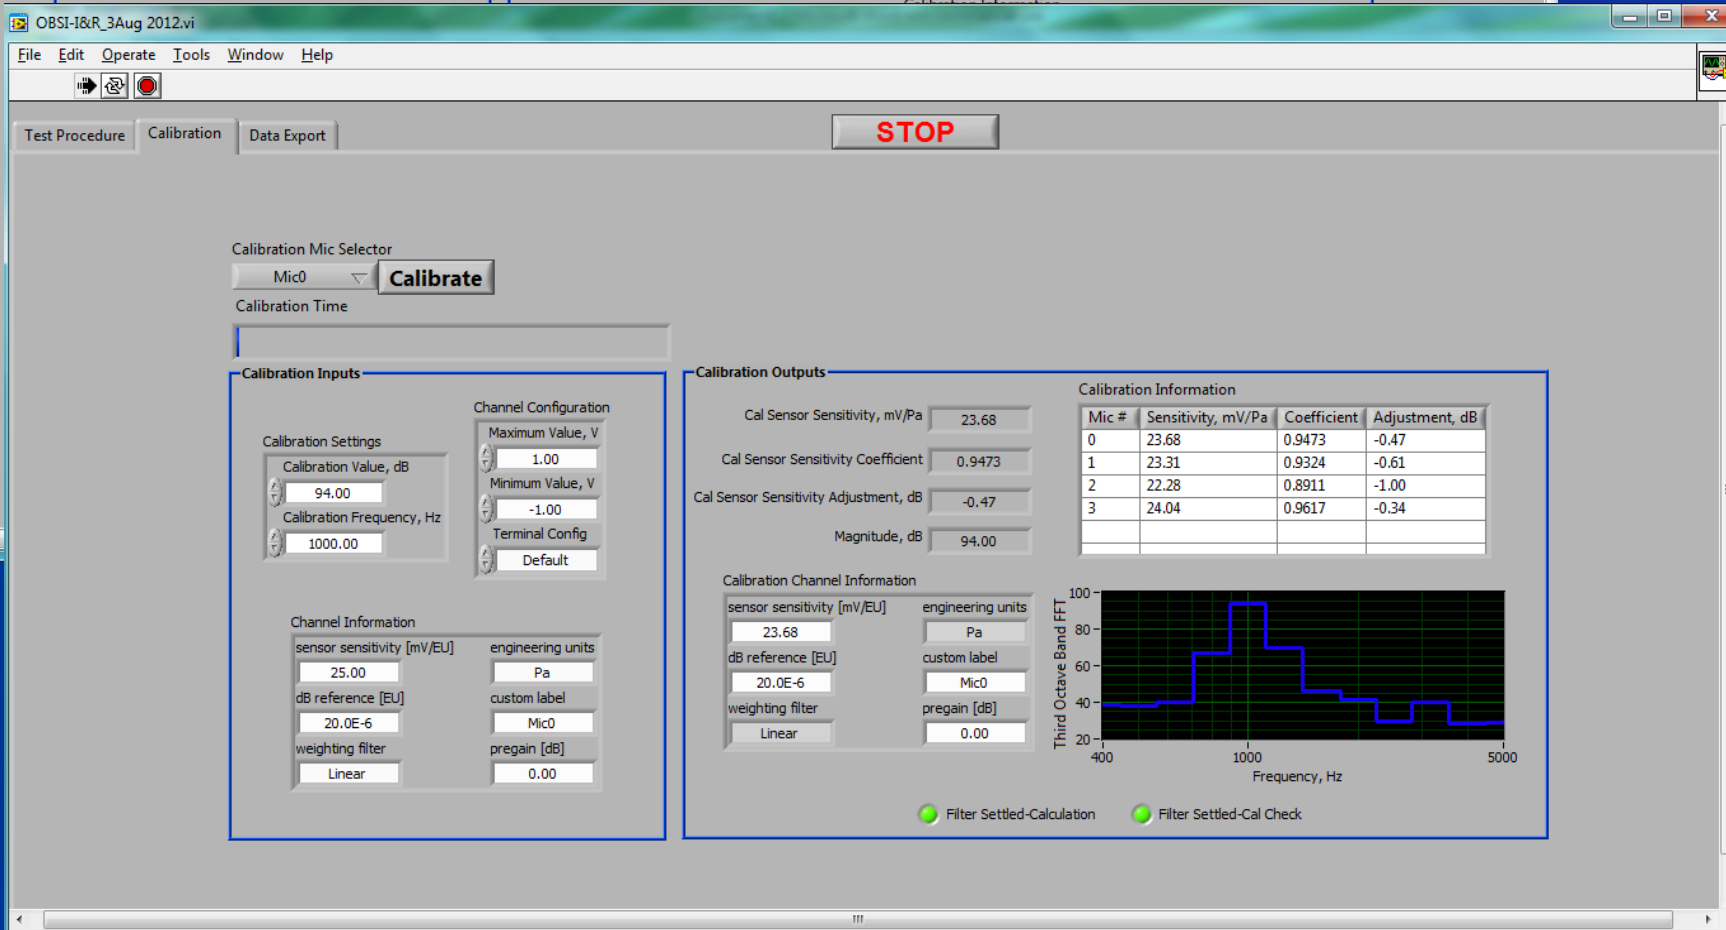 OBSI-I&R_3Aug 2012.vi
File Edit Operate Tools Window Help
Test Procedure Calibration Data Export
STOP
Calibration Mic Selector
Mic0 Calibrate
Calibration Time
Calibration Inputs
Calibration Settings
Calibration Value, dB
94.00
Calibration Frequency, Hz
1000.00
Channel Configuration
Maximum Value, V
1.00
Minimum Value, V
-1.00
Terminal Config
Default
Channel Information
sensor sensitivity [mV/EU] engineering units
25.00 Pa
dB reference [EU] custom label
20.0E-6 Mic0
weighting filter pregain [dB]
Linear 0.00
Calibration Outputs
Cal Sensor Sensitivity, mV/Pa 23.68
Cal Sensor Sensitivity Coefficient 0.9473
Cal Sensor Sensitivity Adjustment, dB -0.47
Magnitude, dB 94.00
Calibration Information
Mic # Sensitivity, mV/Pa Coefficient Adjustment, dB
0 23.68 0.9473 -0.47
1 23.31 0.9324 -0.61
2 22.28 0.8911 -1.00
3 24.04 0.9617 -0.34
Calibration Channel Information
sensor sensitivity [mV/EU] engineering units
23.68 Pa
dB reference [EU] custom label
20.0E-6 Mic0
weighting filter pregain [dB]
Linear 0.00
Third Octave Band FFT
100
80
60
40
20
400 1000 5000
Frequency, Hz
Filter Settled-Calculation Filter Settled-Cal Check